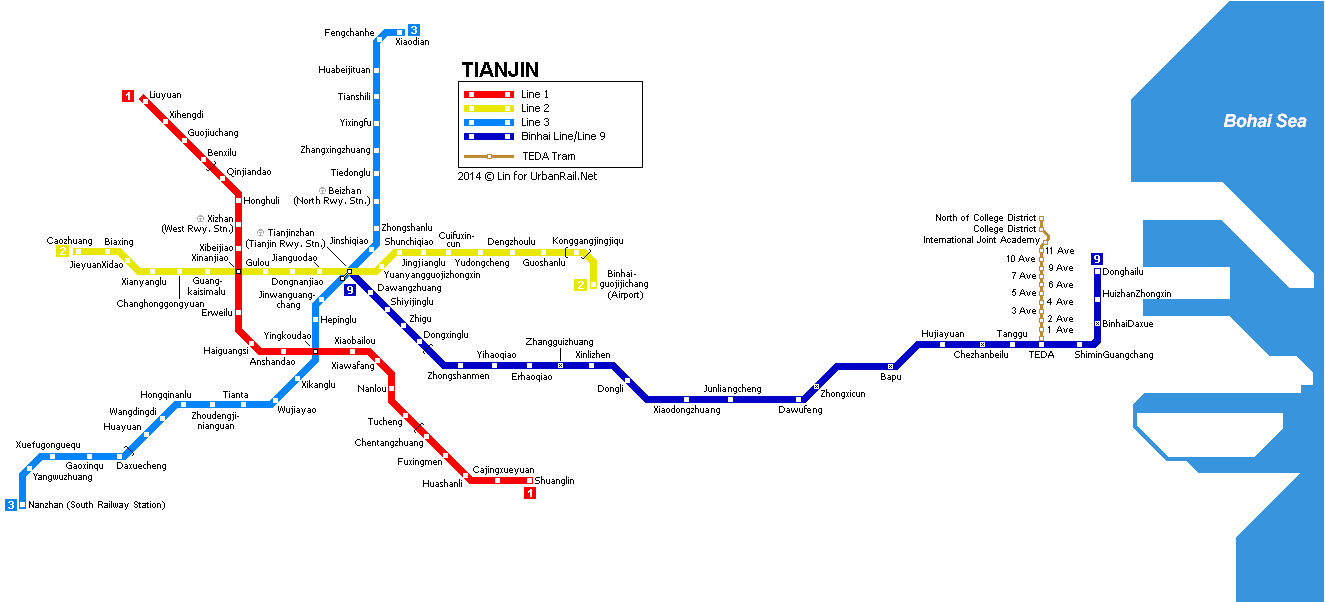 TIANJIN
Line 1
Line 2
Line 3
Binhai Line/Line 9
TEDA Tram
2014 © Lin for UrbanRail.Net
Bohai Sea
3
Fengchanhe
Xiaodian
Huabeijituan
Tianshili
Yixingfu
Zhangxingzhuang
Tiedonglu
Beizhan
(North Rwy. Stn.)
Zhongshanlu
Jinshiqiao
Tianjinzhan
(Tianjin Rwy. Stn.)
Jinwanguang-
chang
Hepinglu
Yingkoudao
Xikanglu
Wujiayao
Tianta
Zhoudengji-
nianguan
Hongqinanlu
Wangdingdi
Huayuan
Daxuecheng
Gaoxinqu
Xuefugonguequ
Yangwuzhuang
3
Nanzhan (South Railway Station)
1
Liuyuan
Xihengdi
Guojiuchang
Benxilu
Qinjiandao
Honghuli
Xizhan
(West Rwy. Stn.)
Xibeijiao
Xinanjiao
Erweilu
Haiguangsi
Anshandao
Xiaobailou
Xiawafang
Nanlou
Tucheng
Chentangzhuang
Fuxingmen
Huashanli
Cajingxueyuan
Shuanglin
1
Caozhuang
2
Biaxing
JieyuanXidao
Xianyanglu
Changhonggongyuan
Guang-
kaisimalu
Gulou
Jianguodao
Dongnanjiao
Yuanyangguojizhongxin
Shunchiqiao
Jingjianglu
Cuifuxin-
cun
Yudongcheng
Dengzhoulu
Guoshanlu
Konggangjingjiqu
2
Binhai-
guojijichang
(Airport)
9
Dawangzhuang
Shiyijinglu
Zhigu
Dongxinglu
Zhongshanmen
Yihaoqiao
Erhaoqiao
Zhangguizhuang
Xinlizhen
Dongli
Xiaodongzhuang
Junliangcheng
Dawufeng
Zhongxicun
Bapu
Hujiayuan
Chezhanbeilu
Tanggu
TEDA
ShiminGuangchang
BinhaiDaxue
HuizhanZhongxin
Donghailu
9
North of College District
College District
International Joint Academy
11 Ave
10 Ave
9 Ave
7 Ave
6 Ave
5 Ave
4 Ave
3 Ave
2 Ave
1 Ave